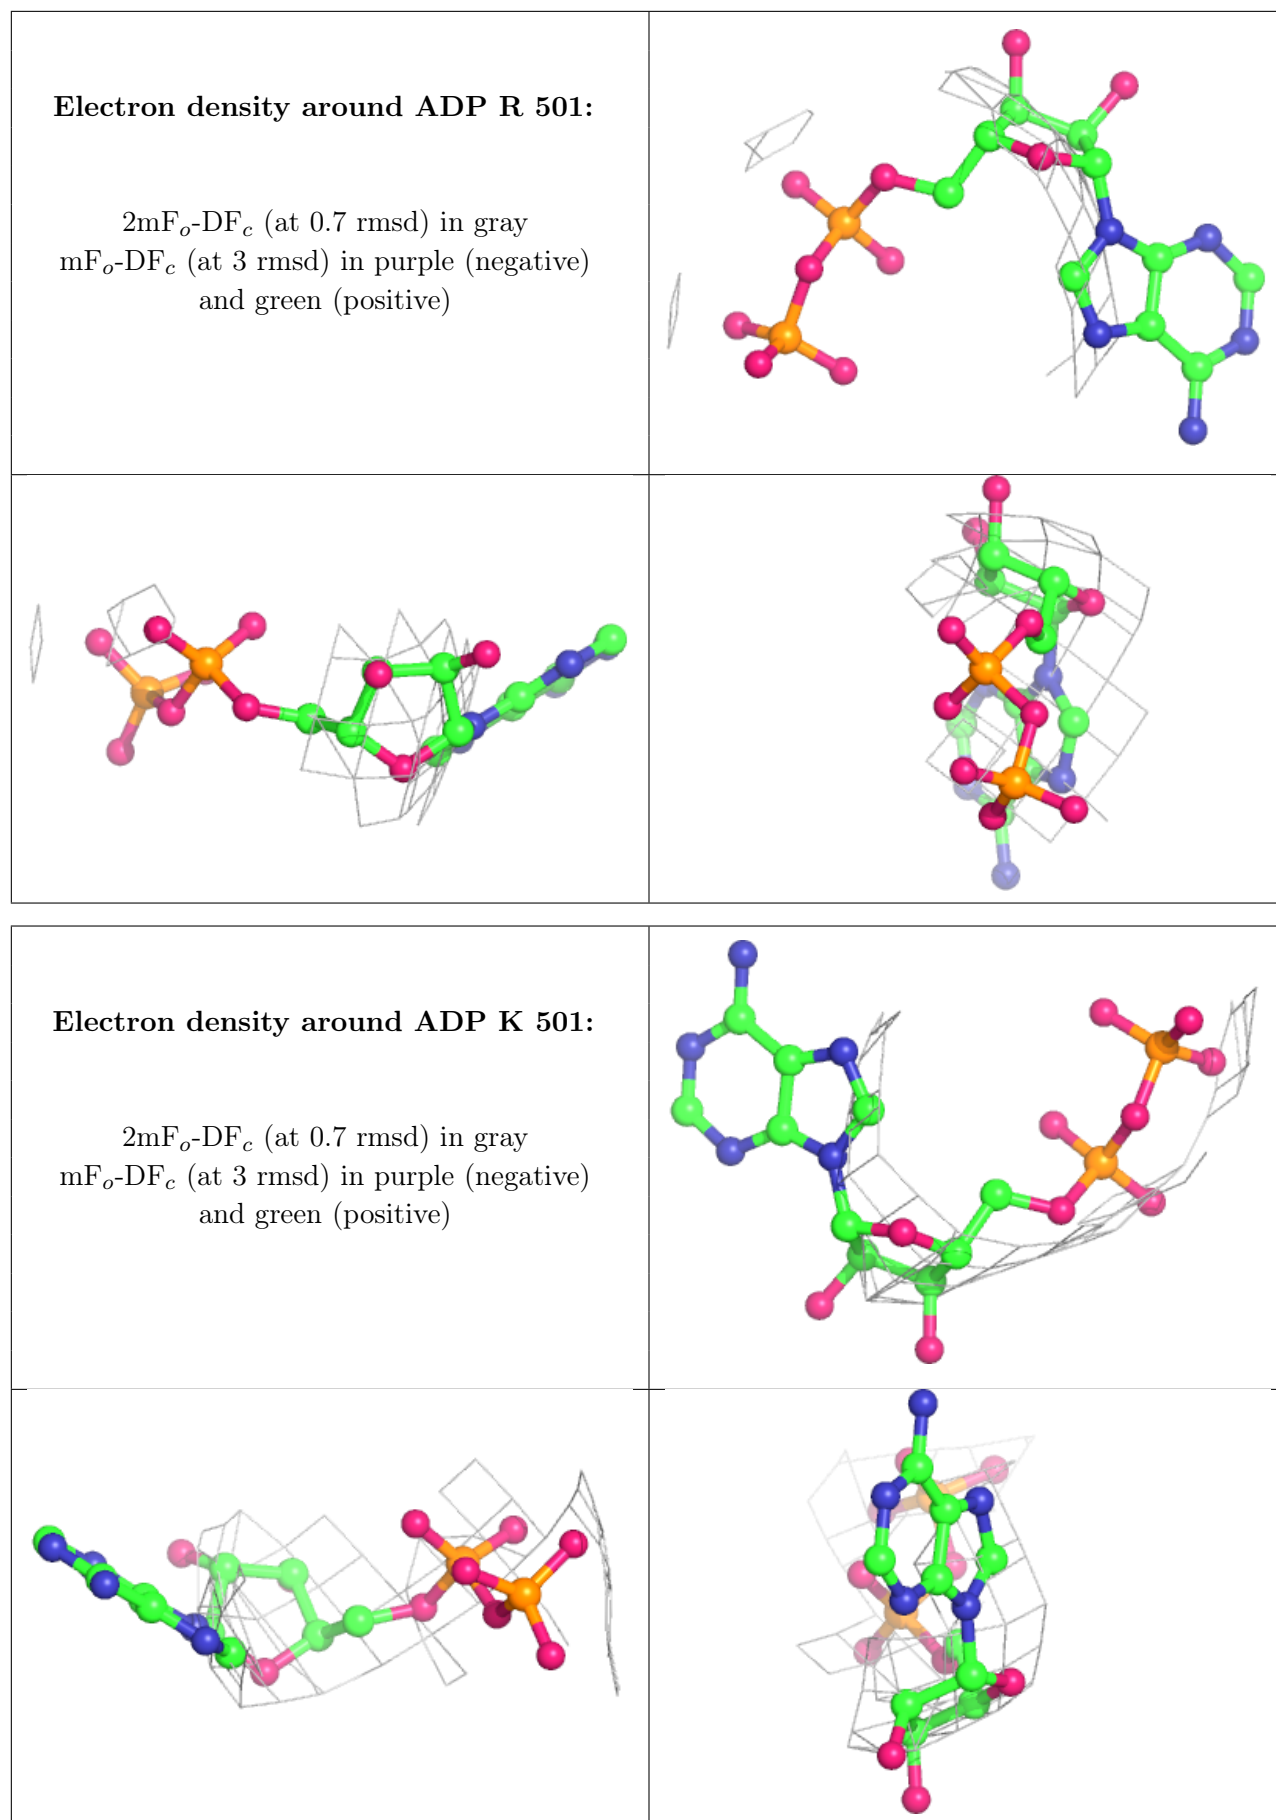 Electron density around ADP R 501:
2mFₒ-DF𝒸 (at 0.7 rmsd) in gray
mFₒ-DF𝒸 (at 3 rmsd) in purple (negative)
and green (positive)
Electron density around ADP K 501:
2mFₒ-DF𝒸 (at 0.7 rmsd) in gray
mFₒ-DF𝒸 (at 3 rmsd) in purple (negative)
and green (positive)